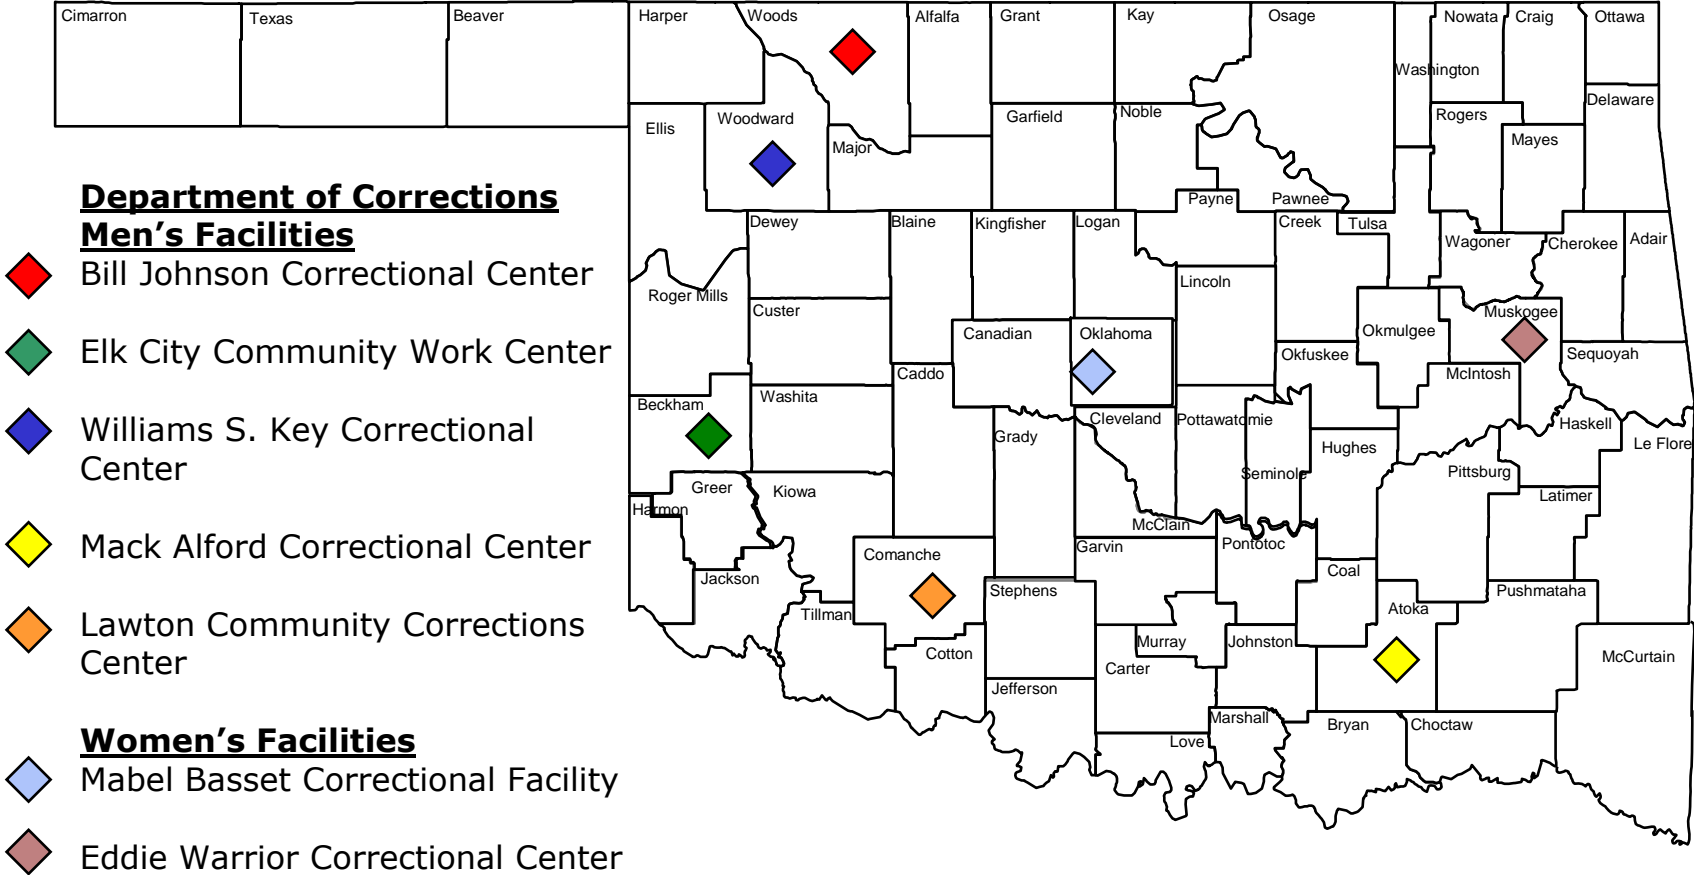 Cimarron
Texas
Beaver
Harper
Woods
Alfalfa
Grant
Kay
Osage
Nowata
Craig
Ottawa
Washington
Delaware
Ellis
Woodward
Major
Garfield
Noble
Rogers
Mayes
Payne
Pawnee
Dewey
Blaine
Kingfisher
Logan
Creek
Tulsa
Wagoner
Cherokee
Adair
Roger Mills
Custer
Lincoln
Canadian
Oklahoma
Okmulgee
Muskogee
Okfuskee
Sequoyah
Caddo
McIntosh
Beckham
Washita
Grady
Cleveland
Pottawatomie
Hughes
Haskell
Le Flore
Seminole
Pittsburg
Greer
Kiowa
Latimer
Harmon
McClain
Comanche
Garvin
Pontotoc
Coal
Jackson
Stephens
Pushmataha
Tillman
Atoka
Murray
Johnston
Cotton
Carter
McCurtain
Jefferson
Marshall
Bryan
Choctaw
Love
Department of Corrections
Men’s Facilities
Bill Johnson Correctional Center
Elk City Community Work Center
Williams S. Key Correctional
Center
Mack Alford Correctional Center
Lawton Community Corrections
Center
Women’s Facilities
Mabel Basset Correctional Facility
Eddie Warrior Correctional Center